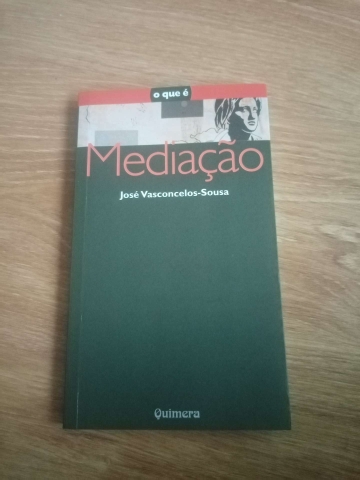 o que é
Mediação
José Vasconcelos-Sousa
Quimera